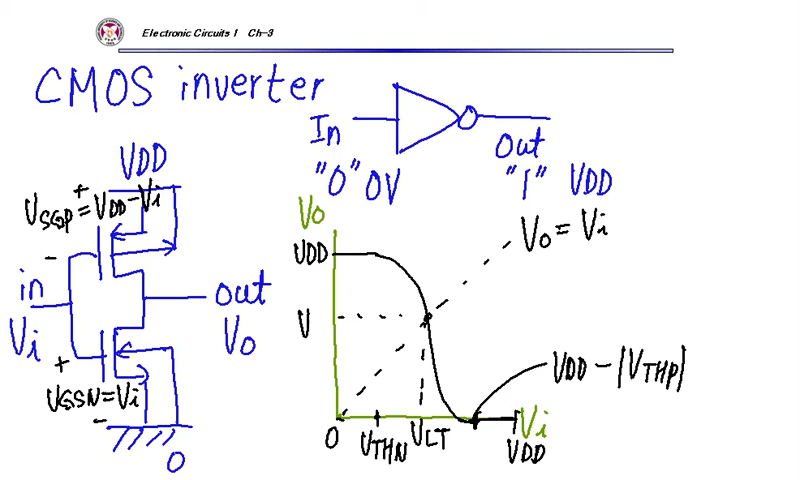 Electronic Circuits 1 Ch-3
CMOS inverter
In
Out
"0" 0V
"1" VDD
VDD
+
VSGP = VDD - Vi
-
in
Vi
out
Vo
+
VGSN = Vi
-
0
Vo
VDD
V
Vo = Vi
VDD - |VTHP|
0
VTHN
VLT
VDD
Vi